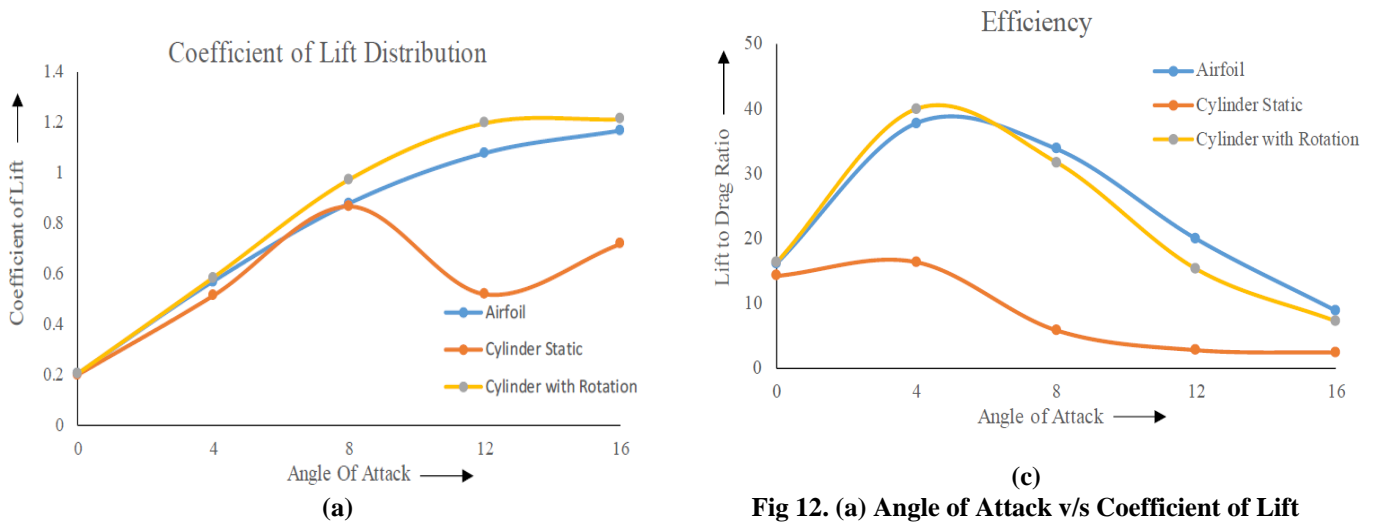 Coefficient of Lift Distribution
Coefficient of Lift
1.4
1.2
1
0.8
0.6
0.4
0.2
0
Airfoil
Cylinder Static
Cylinder with Rotation
0 4 8 12 16
Angle Of Attack
(a)
Efficiency
Lift to Drag Ratio
50
40
30
20
10
0
Airfoil
Cylinder Static
Cylinder with Rotation
0 4 8 12 16
Angle of Attack
(c)
Fig 12. (a) Angle of Attack v/s Coefficient of Lift